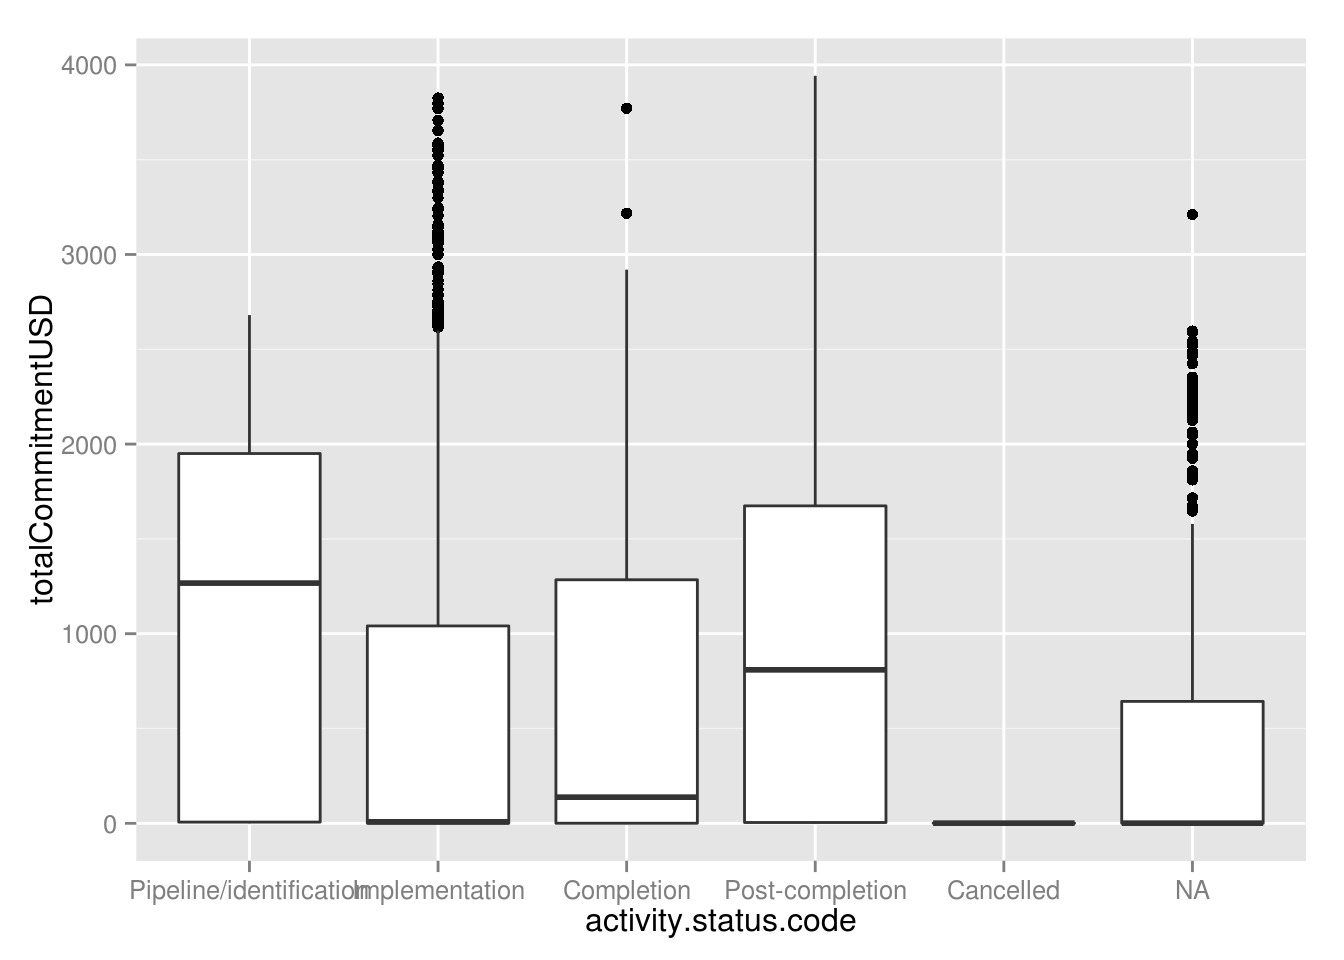 totalCommitmentUSD
4000
3000
2000
1000
0
Pipeline/identification Implementation Completion Post-completion Cancelled NA
activity.status.code